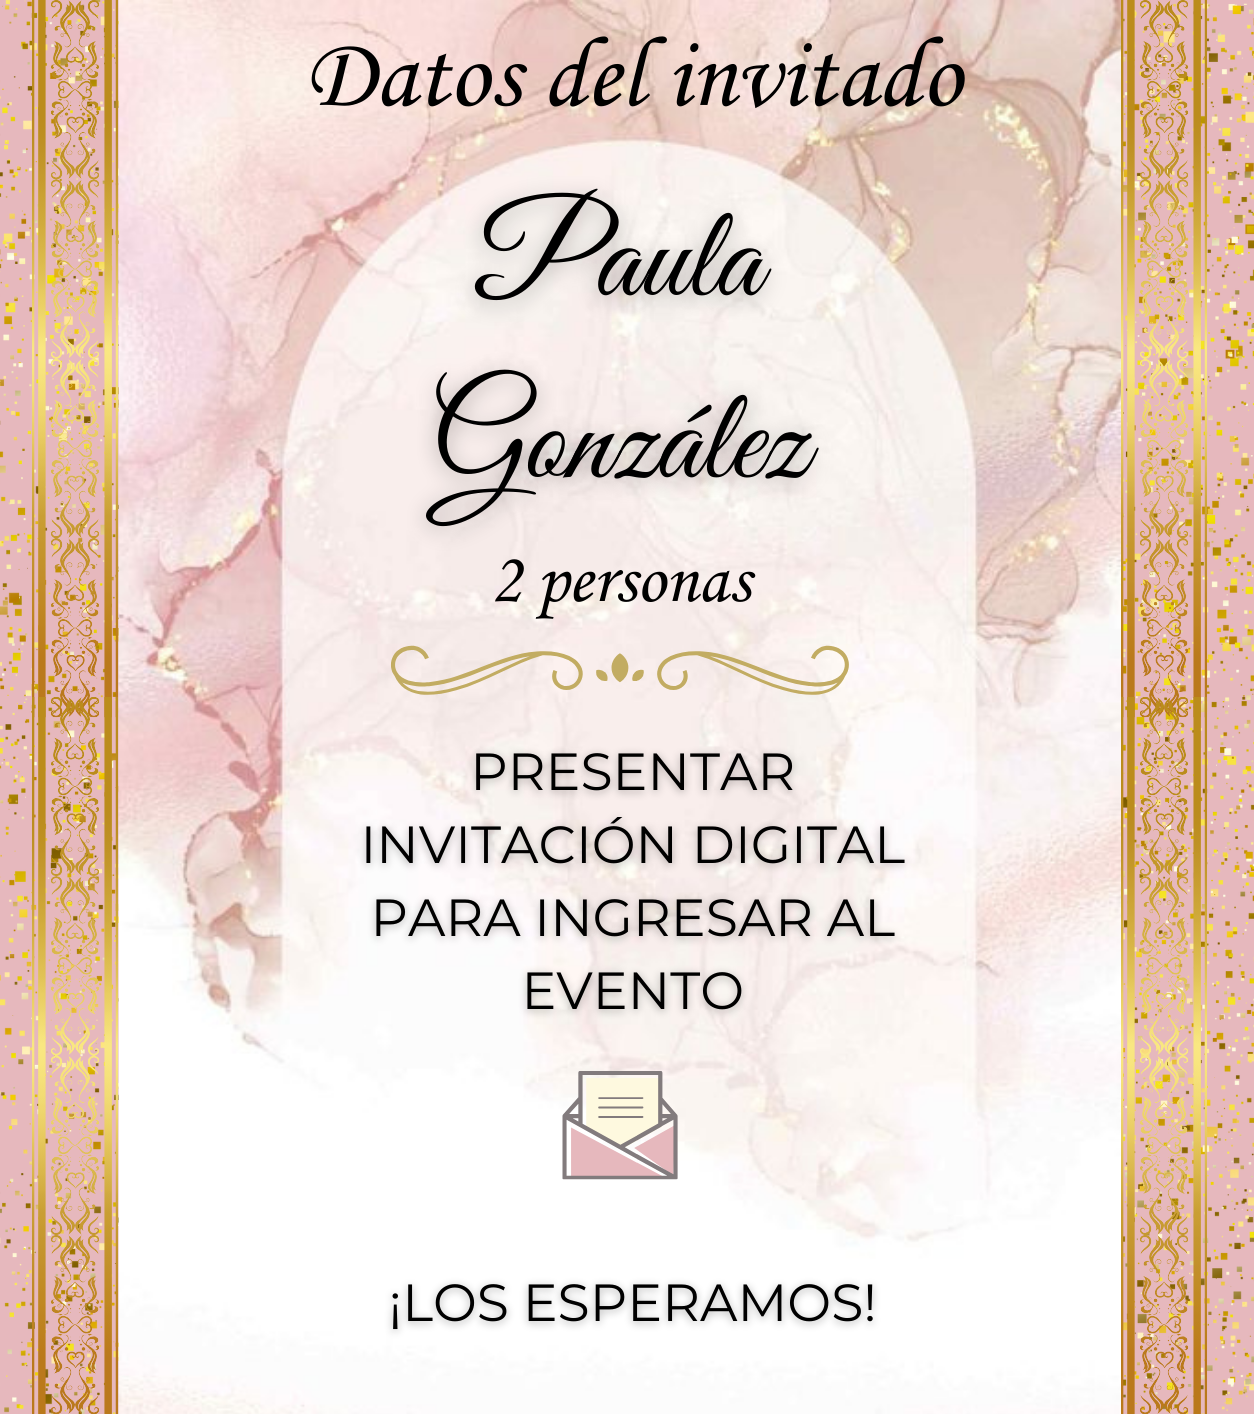 Datos del invitado
Paula
González
2 personas
PRESENTAR
INVITACIÓN DIGITAL
PARA INGRESAR AL
EVENTO
¡LOS ESPERAMOS!